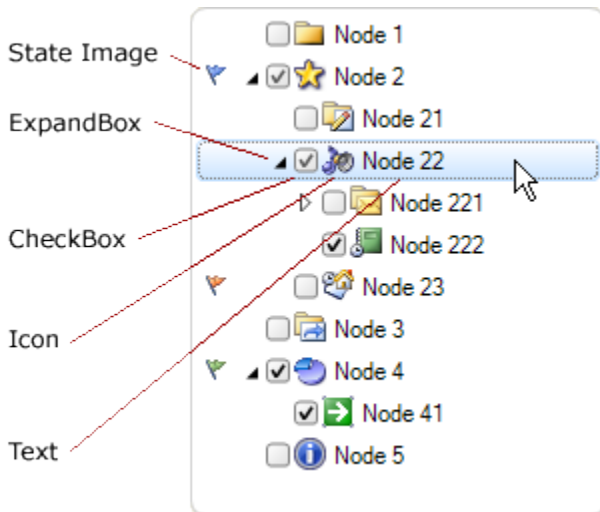 Node 1
State Image
Node 2
ExpandBox
Node 21
Node 22
Node 221
CheckBox
Node 222
Node 23
Icon
Node 3
Node 4
Node 41
Text
Node 5